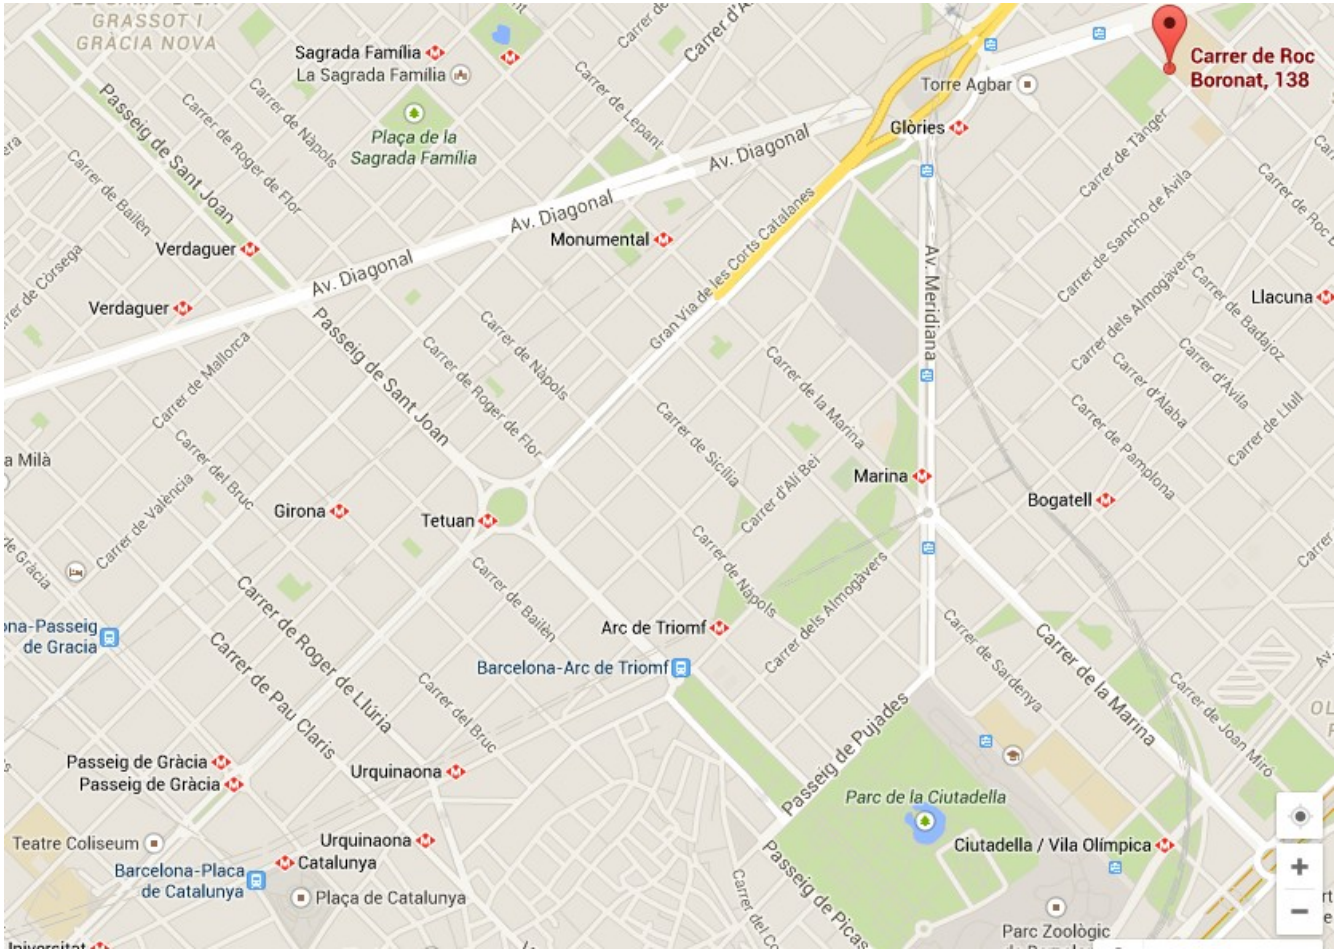 GRASSOT I
GRÀCIA NOVA
Sagrada Família
La Sagrada Família
Plaça de la
Sagrada Família
Carrer de Lepant
Torre Agbar
Carrer de Roc
Boronat, 138
Glòries
Passeig de Sant Joan
Carrer de Nàpols
Carrer de Roger de Flor
Carrer de Bailèn
Av. Diagonal
Av. Diagonal
Av. Diagonal
Carrer de Tànger
Carrer de Sancho de Ávila
Verdaguer
Verdaguer
Monumental
Gran Via de les Corts Catalanes
Av. Meridiana
Llacuna
Carrer dels Almogàvers
Carrer de Badajoz
Carrer d'Àvila
Carrer d'Àlaba
Carrer de Llull
Carrer de Pamplona
Carrer de Mallorca
Passeig de Sant Joan
Carrer de Nàpols
Carrer de Roger de Flor
Carrer de la Marina
Carrer de Sicília
Carrer d'Alí Bei
a Milà
Carrer del Bruc
Carrer de València
Girona
Tetuan
Marina
Bogatell
de Gràcia
Carrer de Bailèn
Carrer de Nàpols
Carrer dels Almogàvers
ona-Passeig
de Gracia
Carrer de Roger de Llúria
Carrer de Pau Claris
Carrer del Bruc
Arc de Triomf
Barcelona-Arc de Triomf
Carrer de Sardenya
Carrer de la Marina
Carrer de Joan Miró
Passeig de Pujades
Passeig de Gràcia
Passeig de Gràcia
Urquinaona
Parc de la Ciutadella
Teatre Coliseum
Urquinaona
Catalunya
Barcelona-Placa
de Catalunya
Plaça de Catalunya
Passeig de Picas
Ciutadella / Vila Olímpica
Parc Zoològic